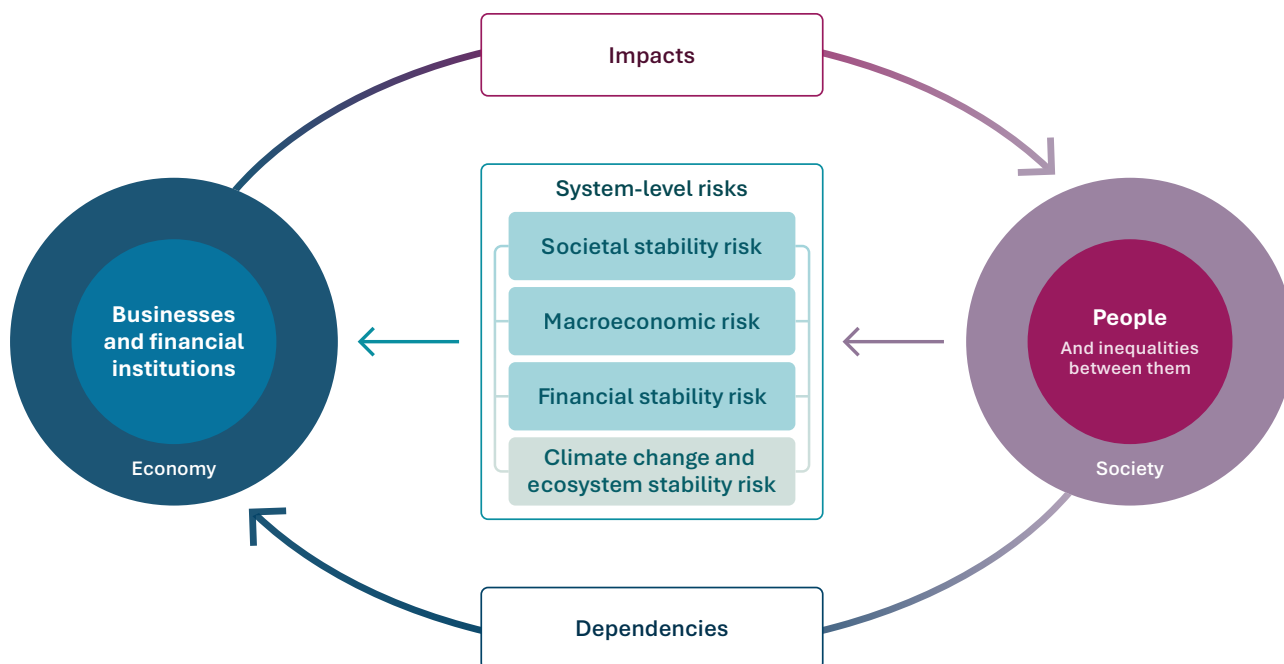 Impacts
System-level risks
Societal stability risk
Macroeconomic risk
Financial stability risk
Climate change and
ecosystem stability risk
Businesses
and financial
institutions
Economy
People
And inequalities
between them
Society
Dependencies